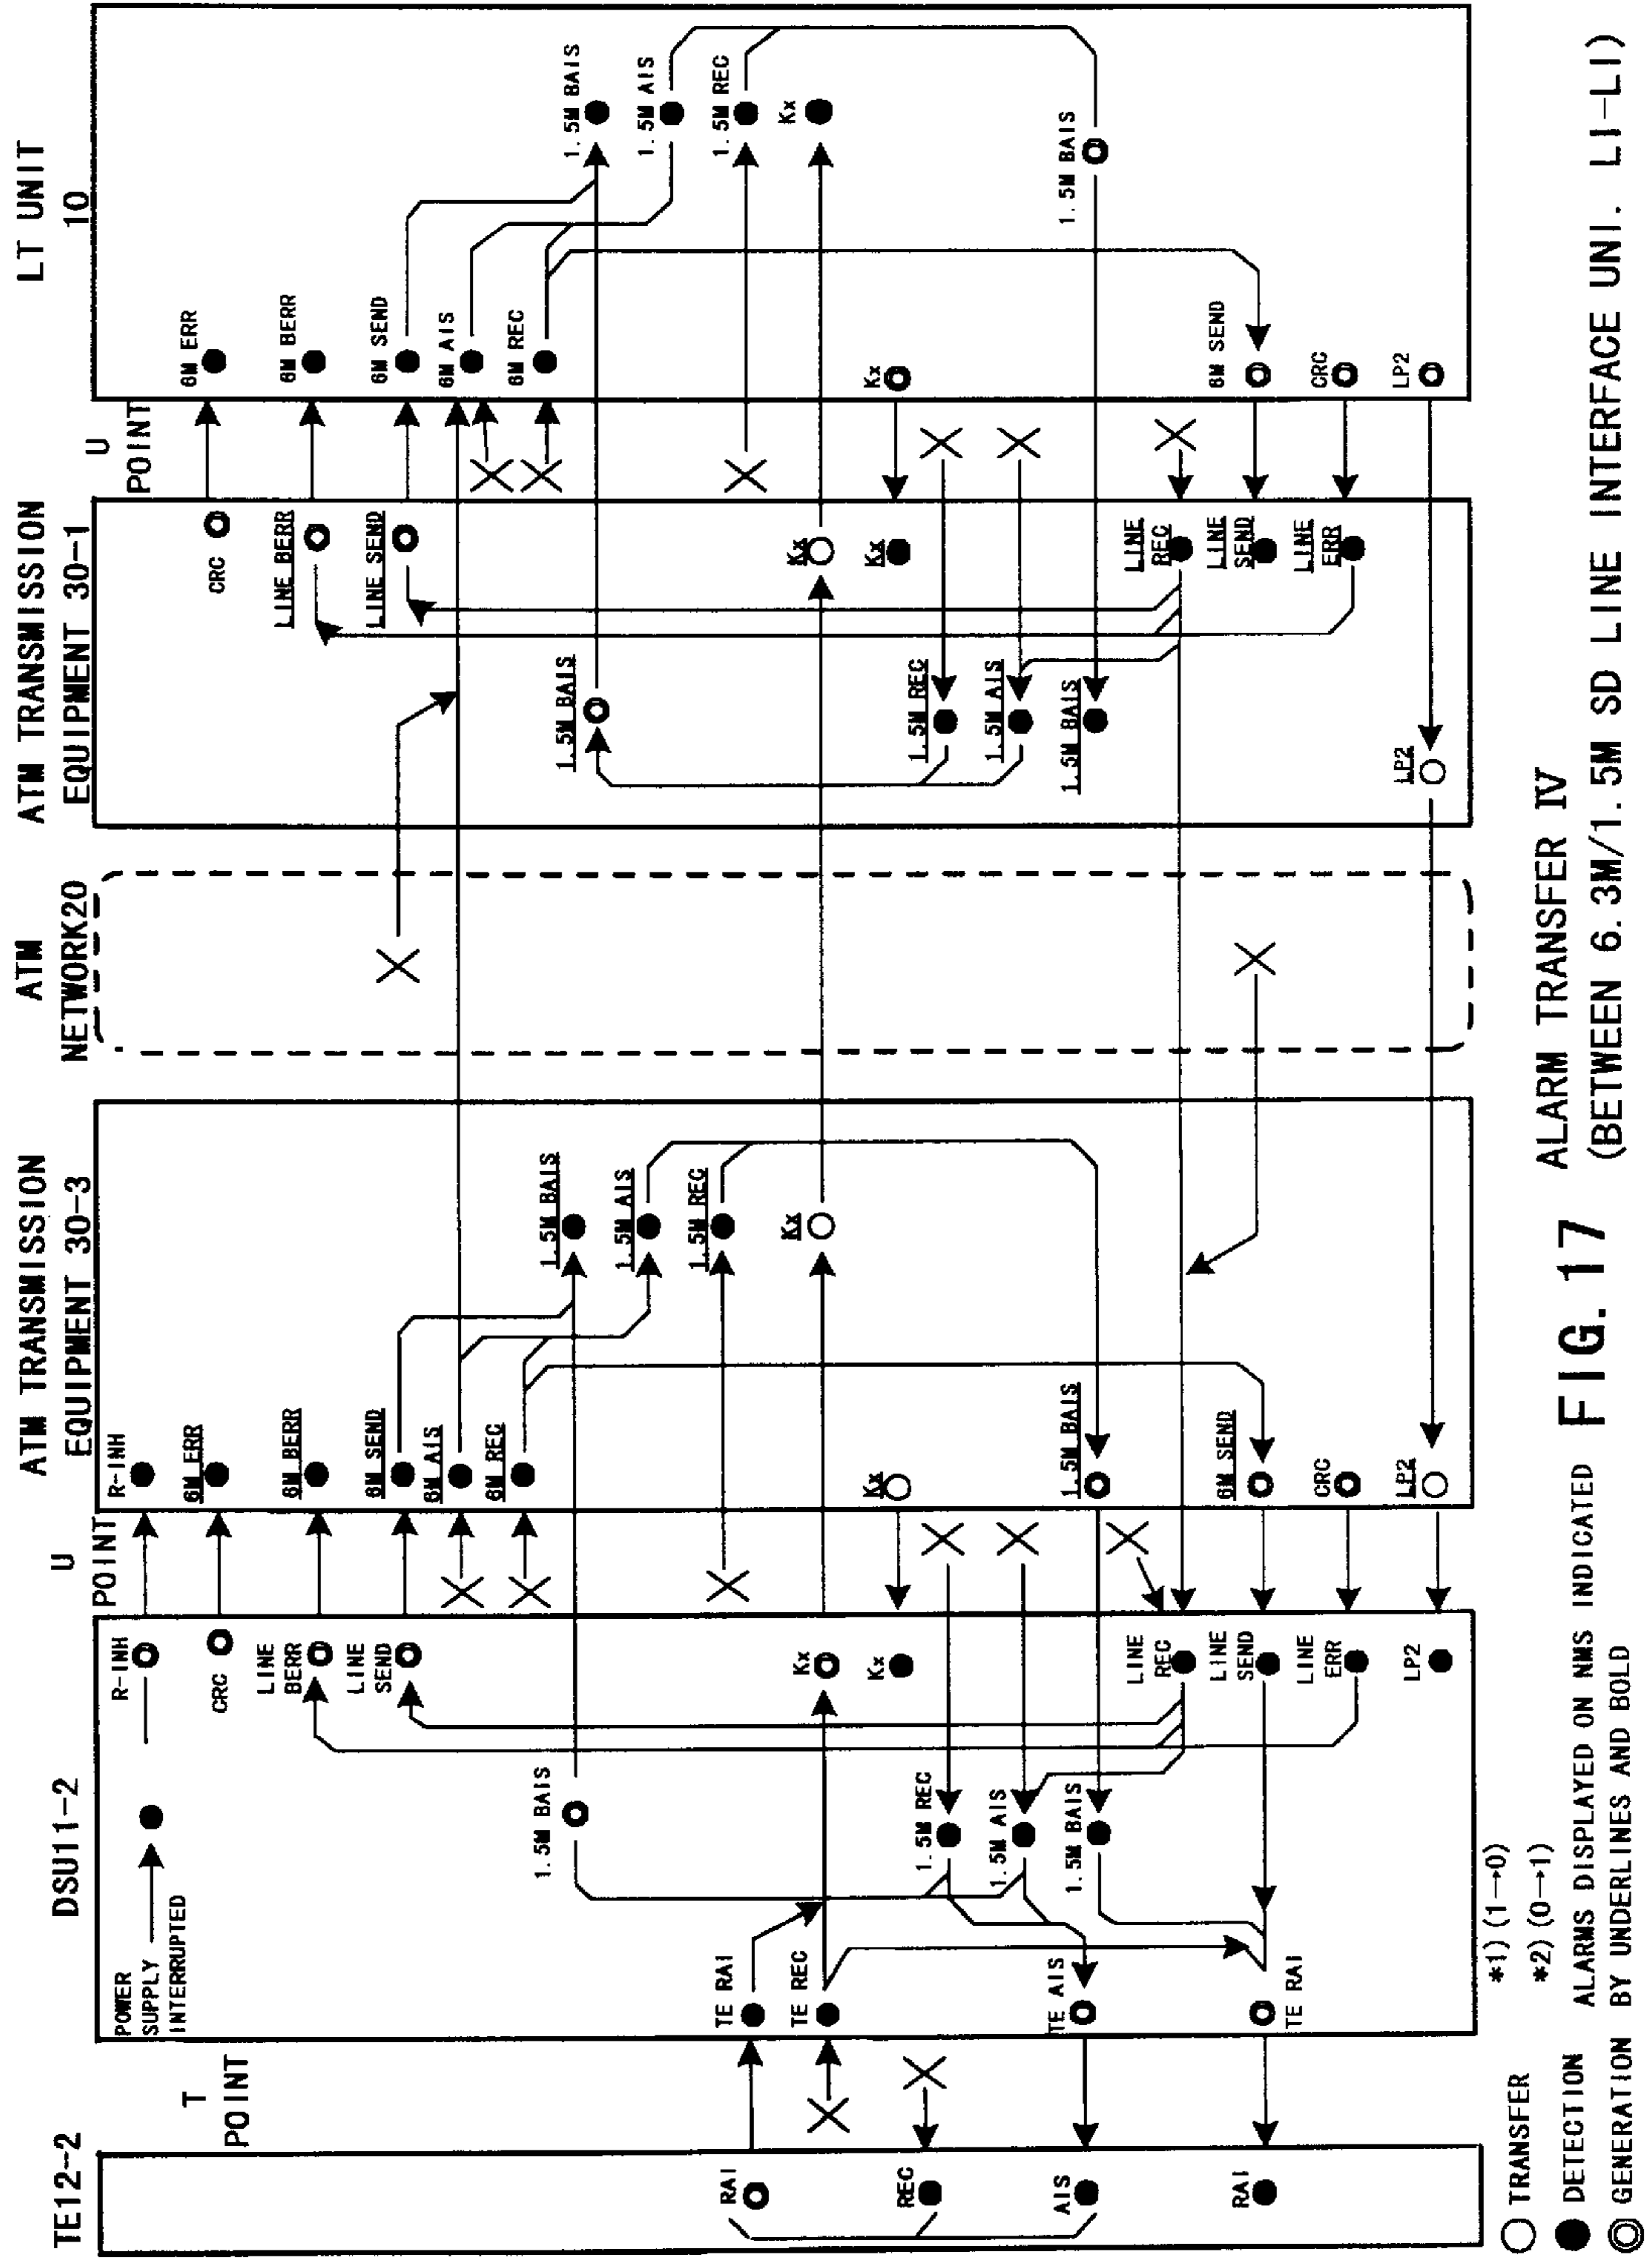 TE12-2
T
POINT
DSU11-2
U
POINT
ATM TRANSMISSION
EQUIPMENT 30-3
ATM
NETWORK20
ATM TRANSMISSION
EQUIPMENT 30-1
U
POINT
LT UNIT
10
RAI
REC
AIS
RAI
POWER
SUPPLY
INTERRUPTED
R-INH
CRC
LINE
BERR
LINE
SEND
1.5M BAIS
TE RAI
TE REC
Kx
Kx
1.5M REC
1.5M AIS
1.5M BAIS
TE AIS
TE RAI
LINE
REC
LINE
SEND
LINE
ERR
LP2
R-INH
6M ERR
6M BERR
6M SEND
6M AIS
6M REC
1.5M BAIS
1.5M AIS
1.5M REC
Kx
Kx
1.5M BAIS
6M SEND
CRC
LP2
CRC
LINE BERR
LINE SEND
1.5M BAIS
Kx
Kx
1.5M REC
1.5M AIS
1.5M BAIS
LINE
REC
LINE
SEND
LINE
ERR
LP2
6M ERR
6M BERR
6M SEND
6M AIS
6M REC
1.5M BAIS
1.5M AIS
1.5M REC
Kx
Kx
1.5M BAIS
6M SEND
CRC
LP2
*1) (1→0)
*2) (0→1)
TRANSFER
DETECTION
GENERATION
ALARMS DISPLAYED ON NMS INDICATED
BY UNDERLINES AND BOLD
FIG. 17
ALARM TRANSFER IV
(BETWEEN 6.3M/1.5M SD LINE INTERFACE UNI. LI-LI)